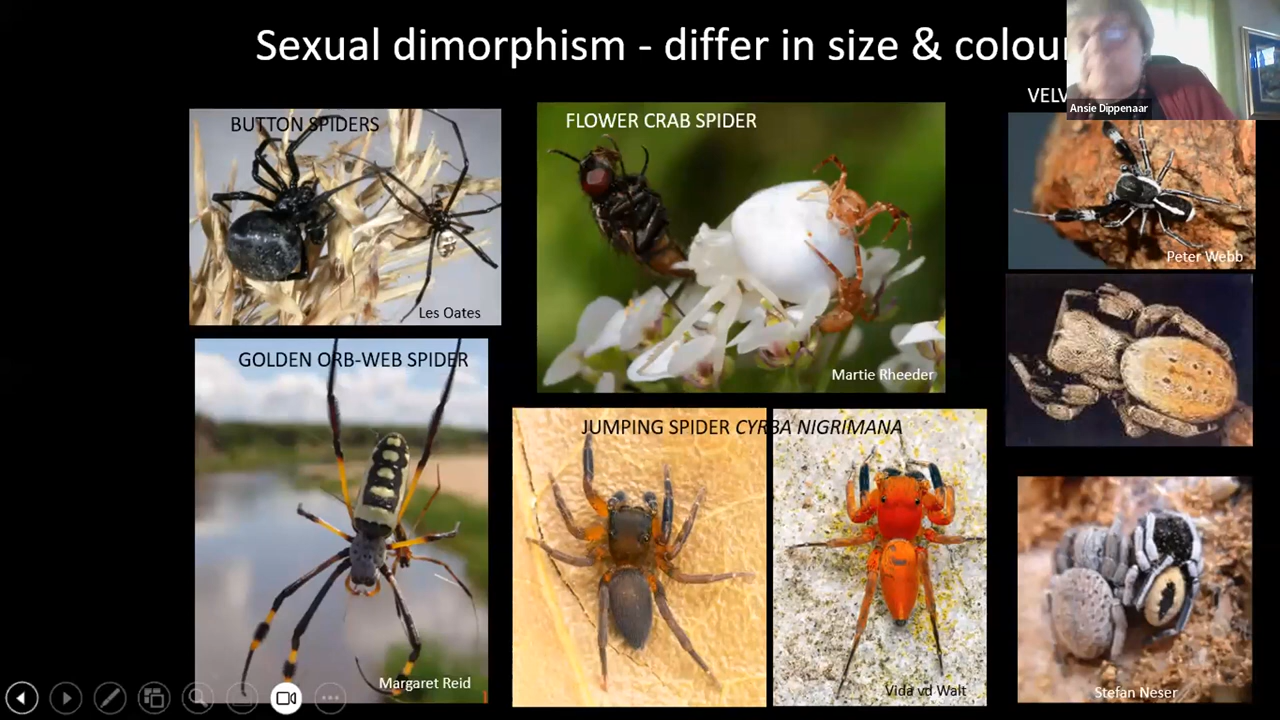 Sexual dimorphism - differ in size & colour
VELV
Ansie Dippenaar
BUTTON SPIDERS
Les Oates
FLOWER CRAB SPIDER
Martie Rheeder
Peter Webb
GOLDEN ORB-WEB SPIDER
Margaret Reid
JUMPING SPIDER CYRBA NIGRIMANA
Vida vd Walt
Stefan Neser